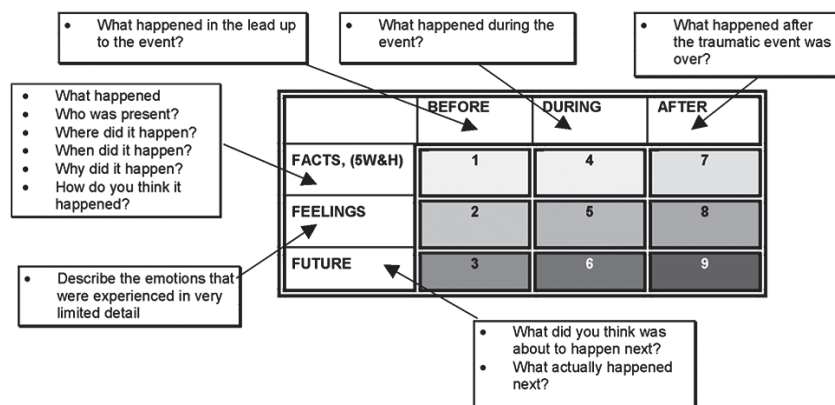 • What happened in the lead up
to the event?
• What happened during the
event?
• What happened after
the traumatic event was
over?
• What happened
• Who was present?
• Where did it happen?
• When did it happen?
• Why did it happen?
• How do you think it
happened?
BEFORE DURING AFTER
FACTS, (5W&H) 1 4 7
FEELINGS 2 5 8
FUTURE 3 6 9
• Describe the emotions that
were experienced in very
limited detail
• What did you think was
about to happen next?
• What actually happened
next?